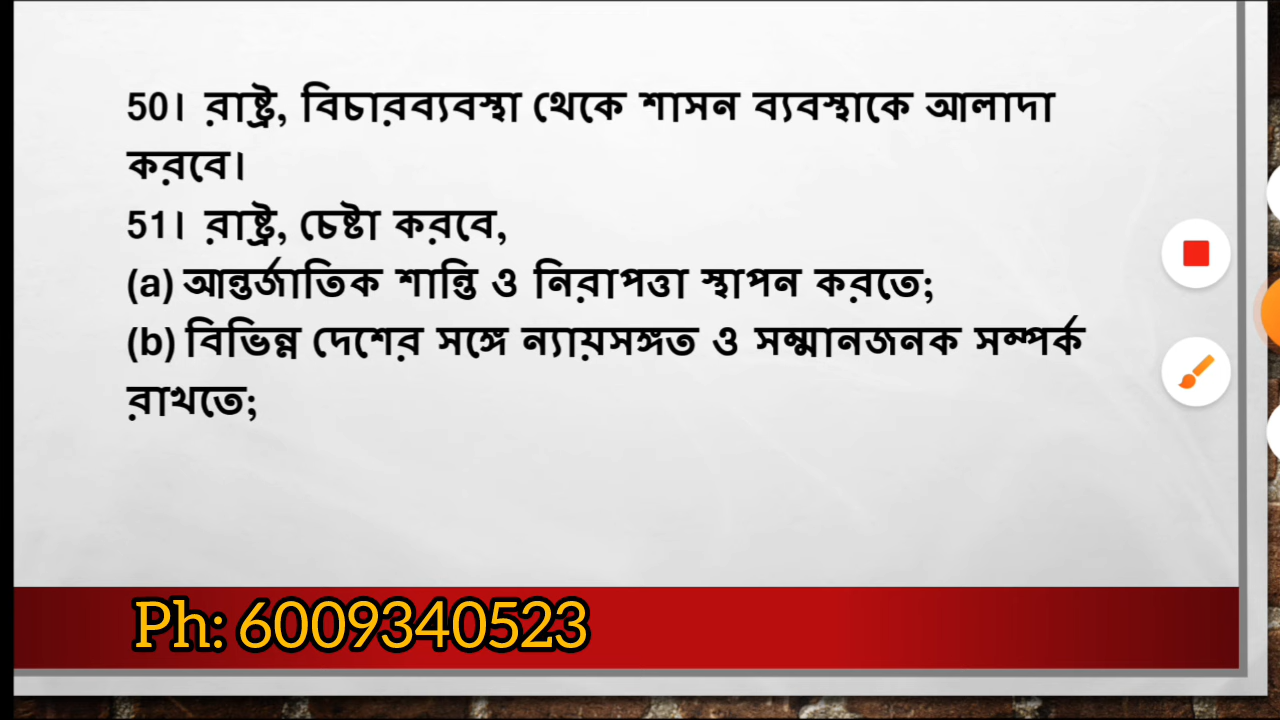 50। রাষ্ট্র, বিচারব্যবস্থা থেকে শাসন ব্যবস্থাকে আলাদা
করবে।
51। রাষ্ট্র, চেষ্টা করবে,
(a) আন্তর্জাতিক শান্তি ও নিরাপত্তা স্থাপন করতে;
(b) বিভিন্ন দেশের সঙ্গে ন্যায়সঙ্গত ও সম্মানজনক সম্পর্ক
রাখতে;
Ph: 6009340523